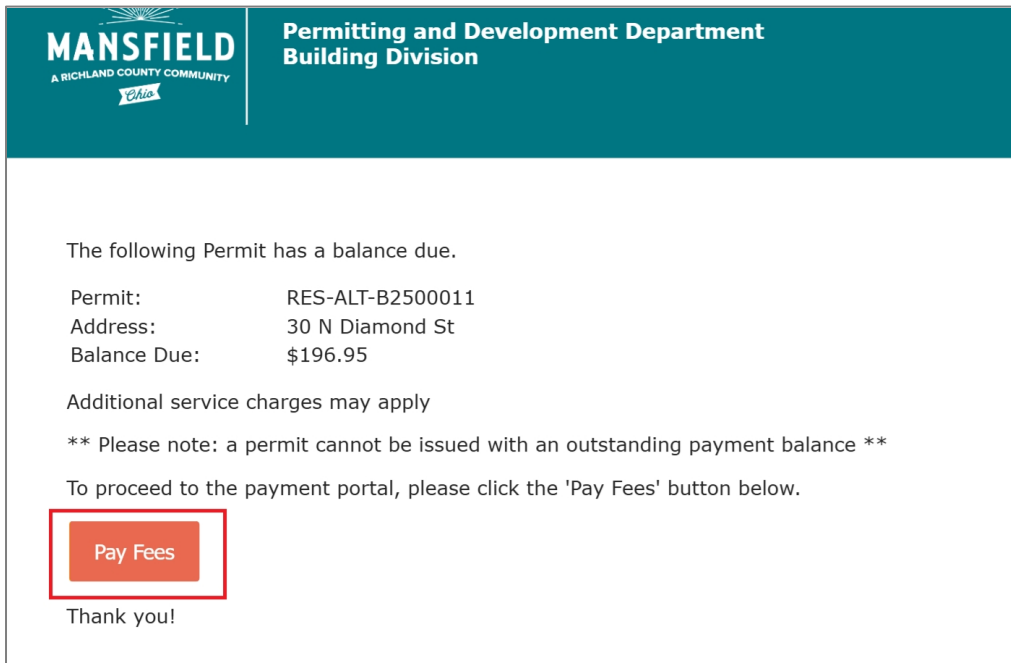 MANSFIELD
A RICHLAND COUNTY COMMUNITY
Ohio
Permitting and Development Department
Building Division
The following Permit has a balance due.
Permit: RES-ALT-B2500011
Address: 30 N Diamond St
Balance Due: $196.95
Additional service charges may apply
** Please note: a permit cannot be issued with an outstanding payment balance **
To proceed to the payment portal, please click the 'Pay Fees' button below.
Pay Fees
Thank you!